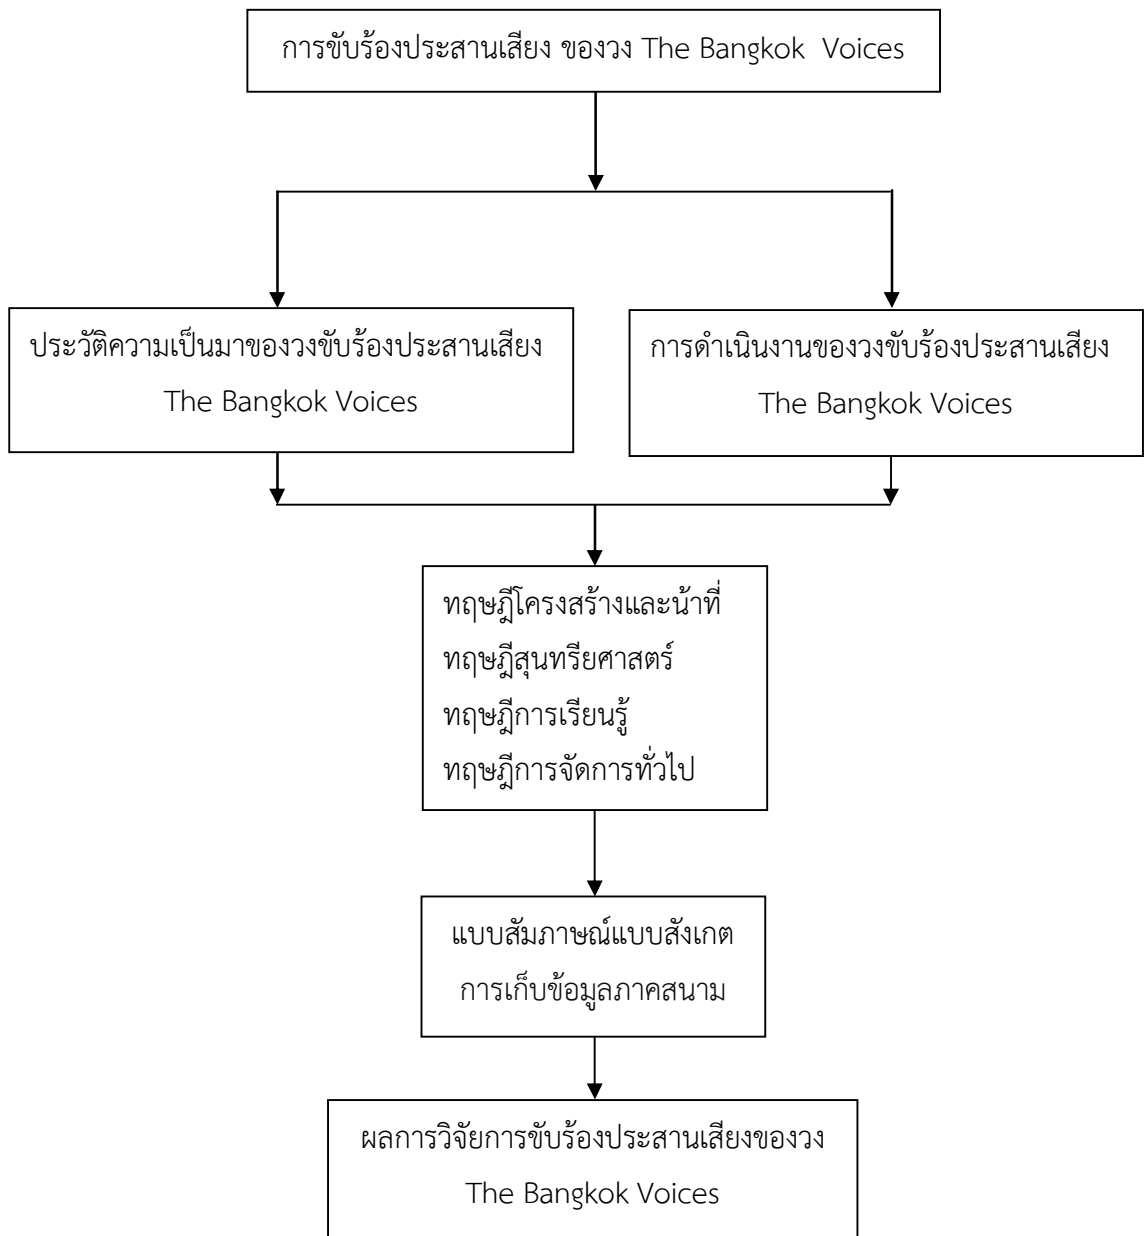 การขับร้องประสานเสียง ของวง The Bangkok Voices
ประวัติความเป็นมาของวงขับร้องประสานเสียง
The Bangkok Voices
การดำเนินงานของวงขับร้องประสานเสียง
The Bangkok Voices
ทฤษฎีโครงสร้างและน้าที่
ทฤษฎีสุนทรียศาสตร์
ทฤษฎีการเรียนรู้
ทฤษฎีการจัดการทั่วไป
แบบสัมภาษณ์แบบสังเกต
การเก็บข้อมูลภาคสนาม
ผลการวิจัยการขับร้องประสานเสียงของวง
The Bangkok Voices